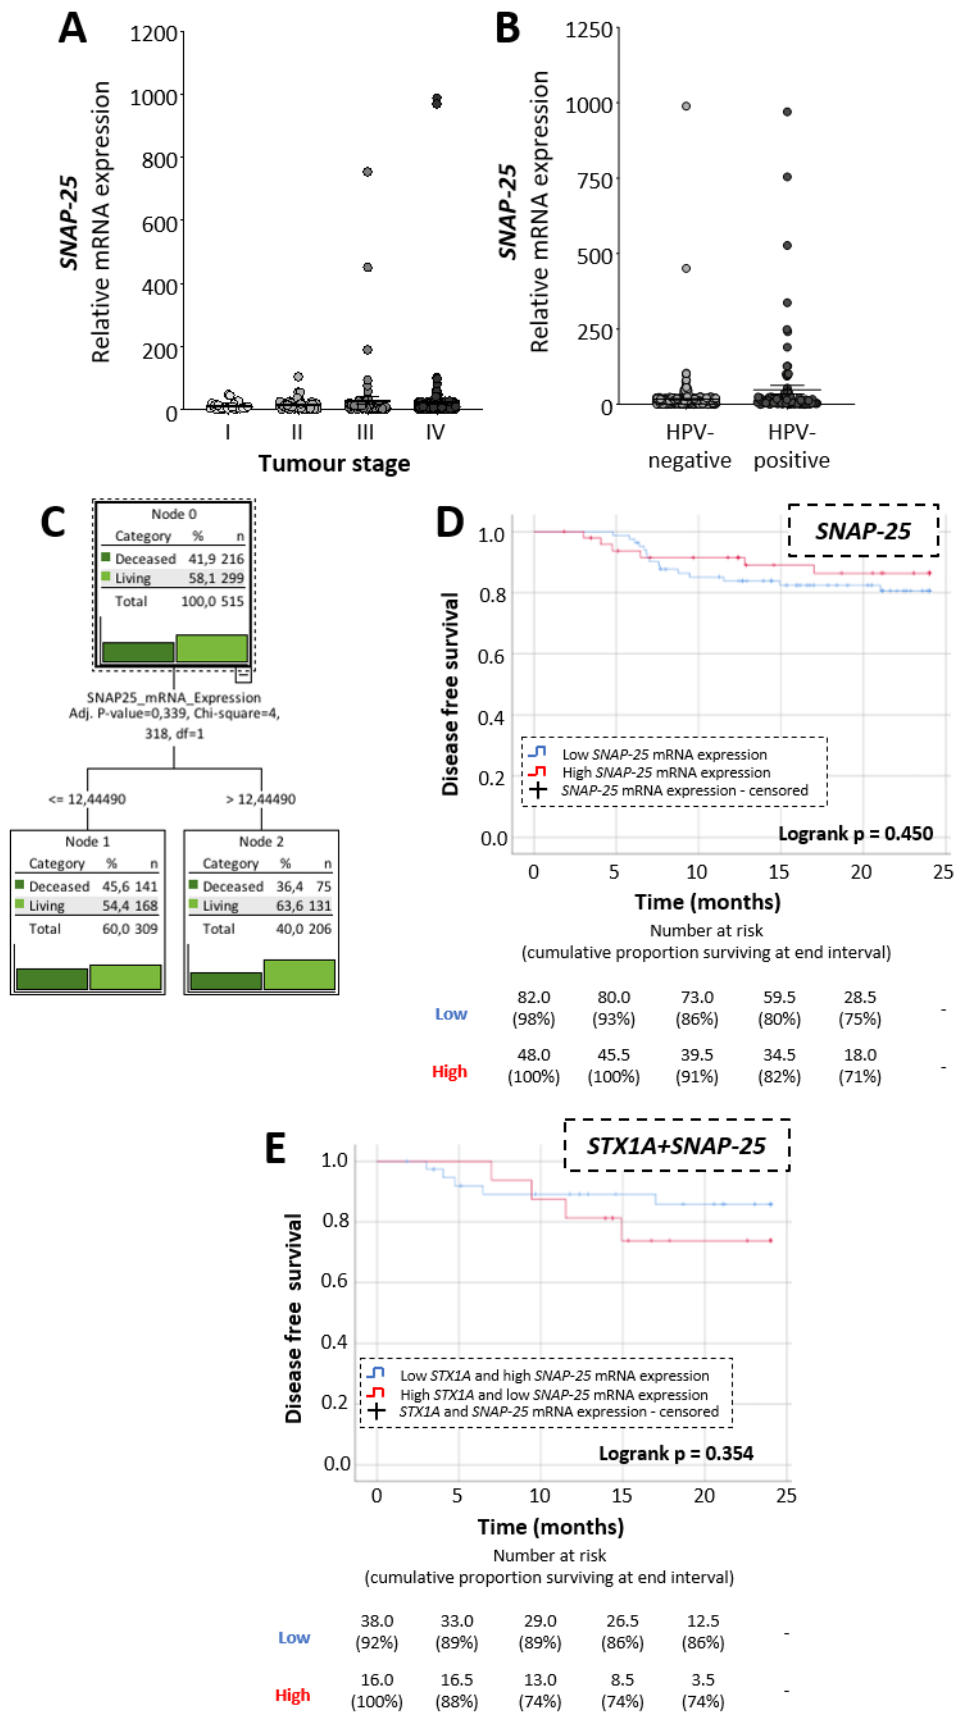 A
SNAP-25
Relative mRNA expression
1200
1000
800
600
400
200
0
I II III IV
Tumour stage
B
SNAP-25
Relative mRNA expression
1250
1000
750
500
250
0
HPV-
negative
HPV-
positive
C
Node 0
Category % n
Deceased 41,9 216
Living 58,1 299
Total 100,0 515
SNAP25_mRNA_Expression
Adj. P-value=0,339, Chi-square=4,
318, df=1
<= 12,44490
> 12,44490
Node 1
Category % n
Deceased 45,6 141
Living 54,4 168
Total 60,0 309
Node 2
Category % n
Deceased 36,4 75
Living 63,6 131
Total 40,0 206
D
SNAP-25
Disease free survival
1.0
0.8
0.6
0.4
0.2
0.0
Low SNAP-25 mRNA expression
High SNAP-25 mRNA expression
SNAP-25 mRNA expression - censored
Logrank p = 0.450
0 5 10 15 20 25
Time (months)
Number at risk
(cumulative proportion surviving at end interval)
Low
82.0 80.0 73.0 59.5 28.5 -
(98%) (93%) (86%) (80%) (75%)
High
48.0 45.5 39.5 34.5 18.0 -
(100%) (100%) (91%) (82%) (71%)
E
STX1A+SNAP-25
Disease free survival
1.0
0.8
0.6
0.4
0.2
0.0
Low STX1A and high SNAP-25 mRNA expression
High STX1A and low SNAP-25 mRNA expression
STX1A and SNAP-25 mRNA expression - censored
Logrank p = 0.354
0 5 10 15 20 25
Time (months)
Number at risk
(cumulative proportion surviving at end interval)
Low
38.0 33.0 29.0 26.5 12.5 -
(92%) (89%) (89%) (86%) (86%)
High
16.0 16.5 13.0 8.5 3.5 -
(100%) (88%) (74%) (74%) (74%)